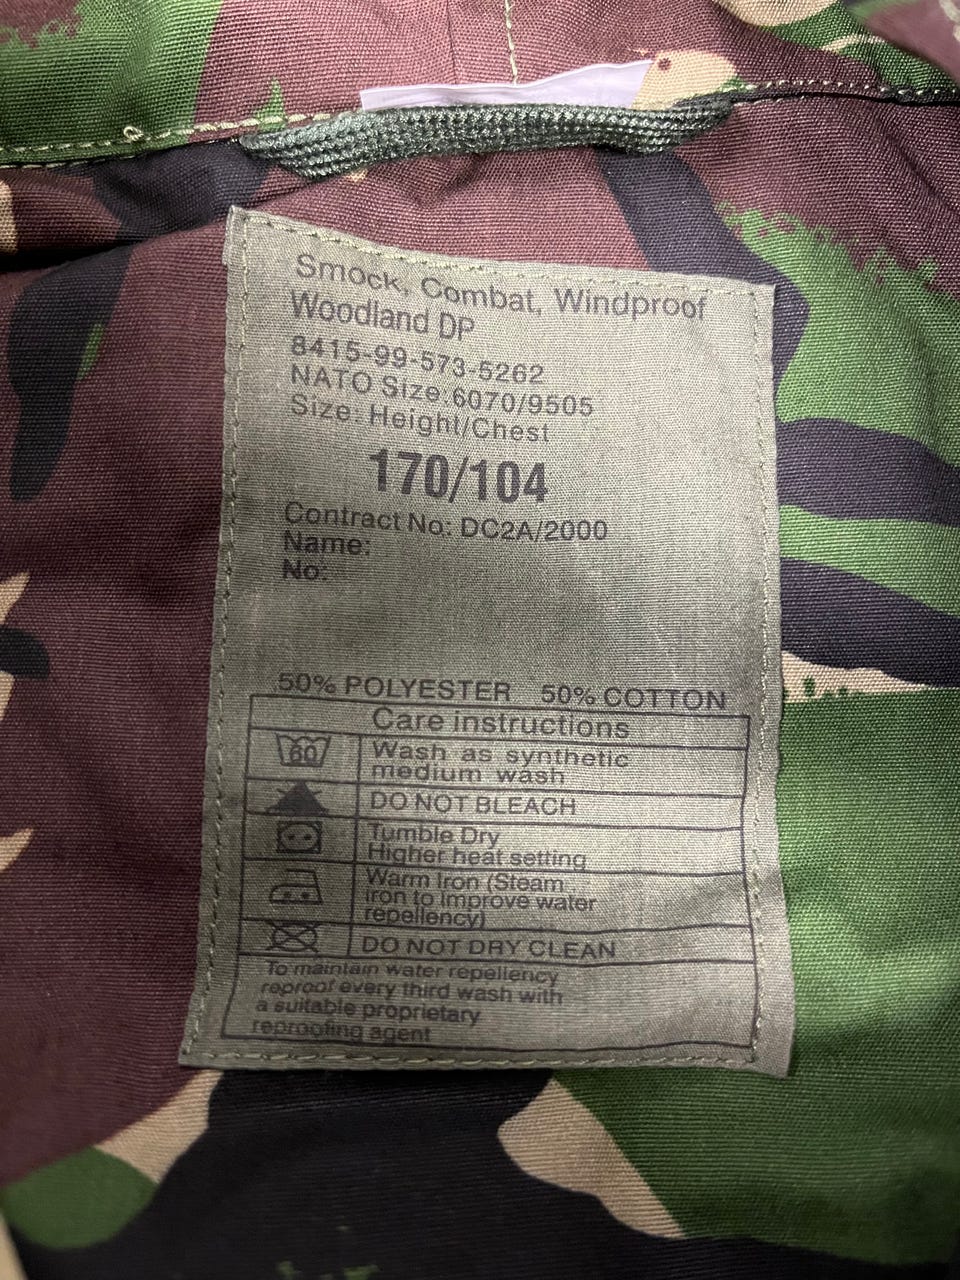 Smock, Combat, Windproof
Woodland DP
8415-99-573-5262
NATO Size:6070/9505
Size: Height/Chest
170/104
Contract No: DC2A/2000
Name:
No:
50% POLYESTER 50% COTTON
Care instructions
60
Wash as synthetic
medium wash
DO NOT BLEACH
Tumble Dry
Higher heat setting
Warm Iron (Steam
iron to improve water
repellency)
DO NOT DRY CLEAN
To maintain water repellency
reproof every third wash with
a suitable proprietary
reproofing agent